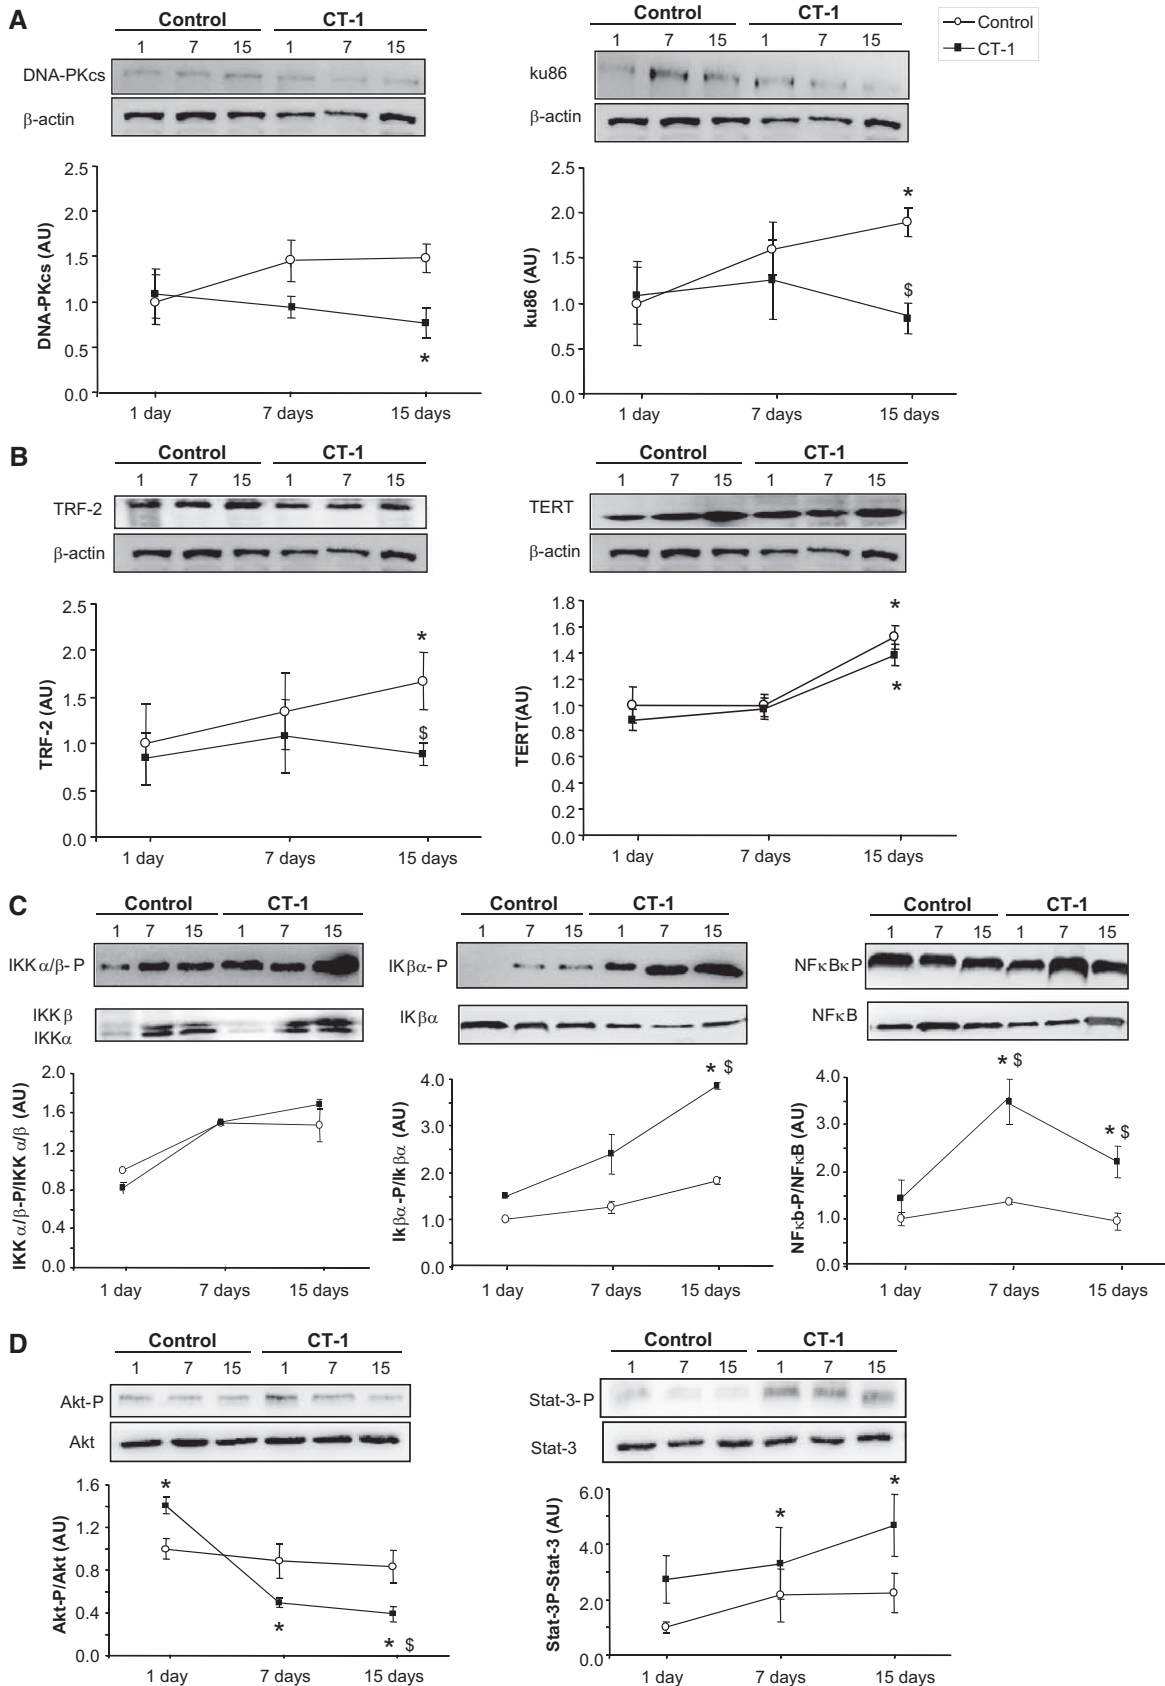 A
Control CT-1
1 7 15 1 7 15
DNA-PKcs
β-actin
DNA-PKcs (AU)
2.5
2.0
1.5
1.0
0.5
0.0
*
1 day 7 days 15 days
Control CT-1
1 7 15 1 7 15
ku86
β-actin
ku86 (AU)
2.5
2.0
1.5
1.0
0.5
0.0
*
$
1 day 7 days 15 days
Control
CT-1
B
Control CT-1
1 7 15 1 7 15
TRF-2
β-actin
TRF-2 (AU)
2.5
2.0
1.5
1.0
0.5
0.0
*
$
1 day 7 days 15 days
Control CT-1
1 7 15 1 7 15
TERT
β-actin
TERT(AU)
1.8
1.6
1.4
1.2
1.0
0.8
0.6
0.4
0.2
0.0
*
*
1 day 7 days 15 days
C
Control CT-1
1 7 15 1 7 15
IKK α/β- P
IKK β
IKKα
IKK α/β-P/IKK α/β (AU)
2.0
1.6
1.2
0.8
0.4
0.0
1 day 7 days 15 days
Control CT-1
1 7 15 1 7 15
IKβα- P
IKβα
Ikβα-P/Ikβα (AU)
4.0
3.0
2.0
1.0
0.0
* $
1 day 7 days 15 days
Control CT-1
1 7 15 1 7 15
NFκBκP
NFκB
NFκb-P/NFκB (AU)
4.0
3.0
2.0
1.0
0.0
* $
* $
1 day 7 days 15 days
D
Control CT-1
1 7 15 1 7 15
Akt-P
Akt
Akt-P/Akt (AU)
1.6
1.2
0.8
0.4
0.0
*
*
* $
1 day 7 days 15 days
Control CT-1
1 7 15 1 7 15
Stat-3- P
Stat-3
Stat-3P-Stat-3 (AU)
6.0
4.0
2.0
0.0
*
*
1 day 7 days 15 days